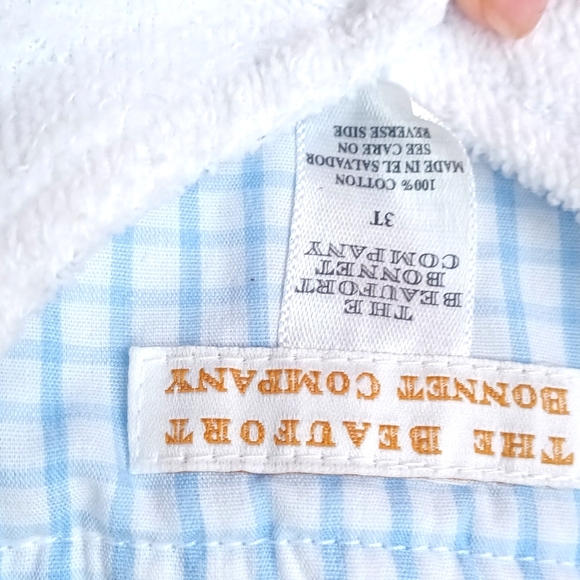 THE BEAUFORT
BONNET COMPANY
THE
BEAUFORT
BONNET
COMPANY
3T
100% COTTON
MADE IN EL SALVADOR
SEE CARE ON
REVERSE SIDE